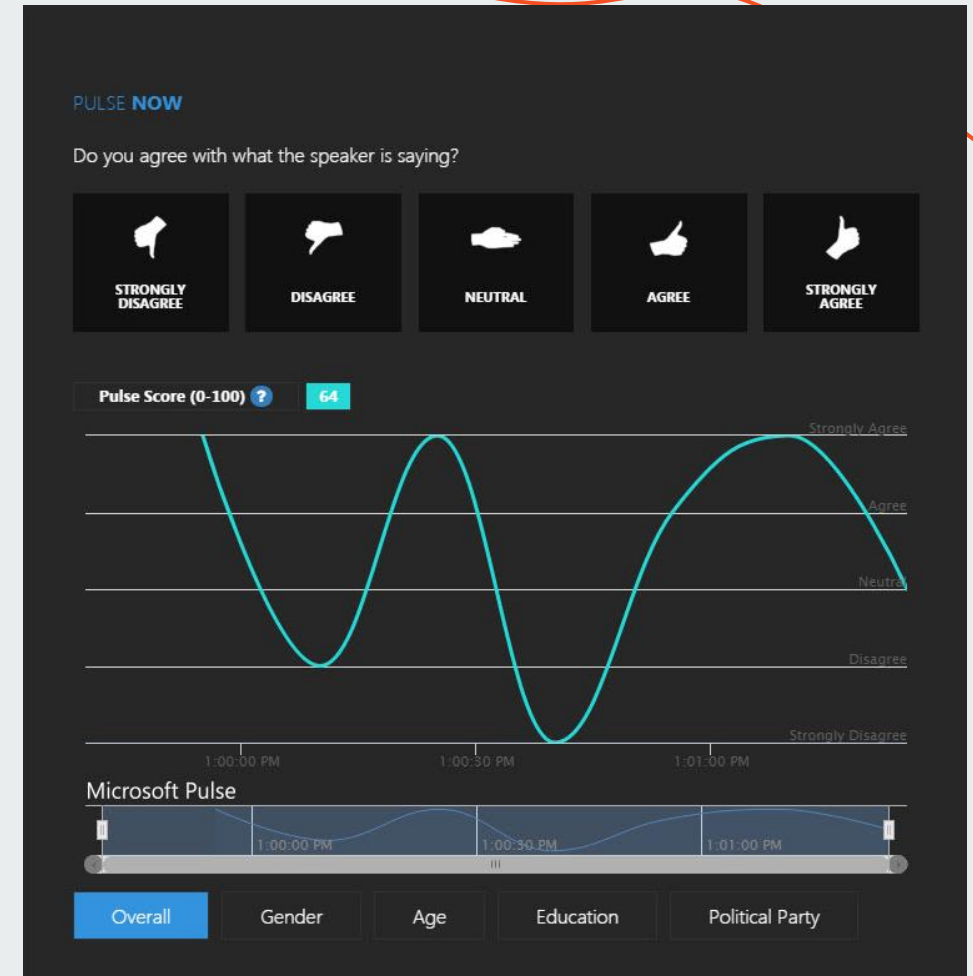 PULSE NOW
Do you agree with what the speaker is saying?
STRONGLY
DISAGREE
DISAGREE
NEUTRAL
AGREE
STRONGLY
AGREE
Pulse Score (0-100) ? 64
Strongly Agree
Agree
Neutral
Disagree
Strongly Disagree
1:00:00 PM 1:00:30 PM 1:01:00 PM
Microsoft Pulse
1:00:00 PM 1:00:30 PM 1:01:00 PM
Overall Gender Age Education Political Party